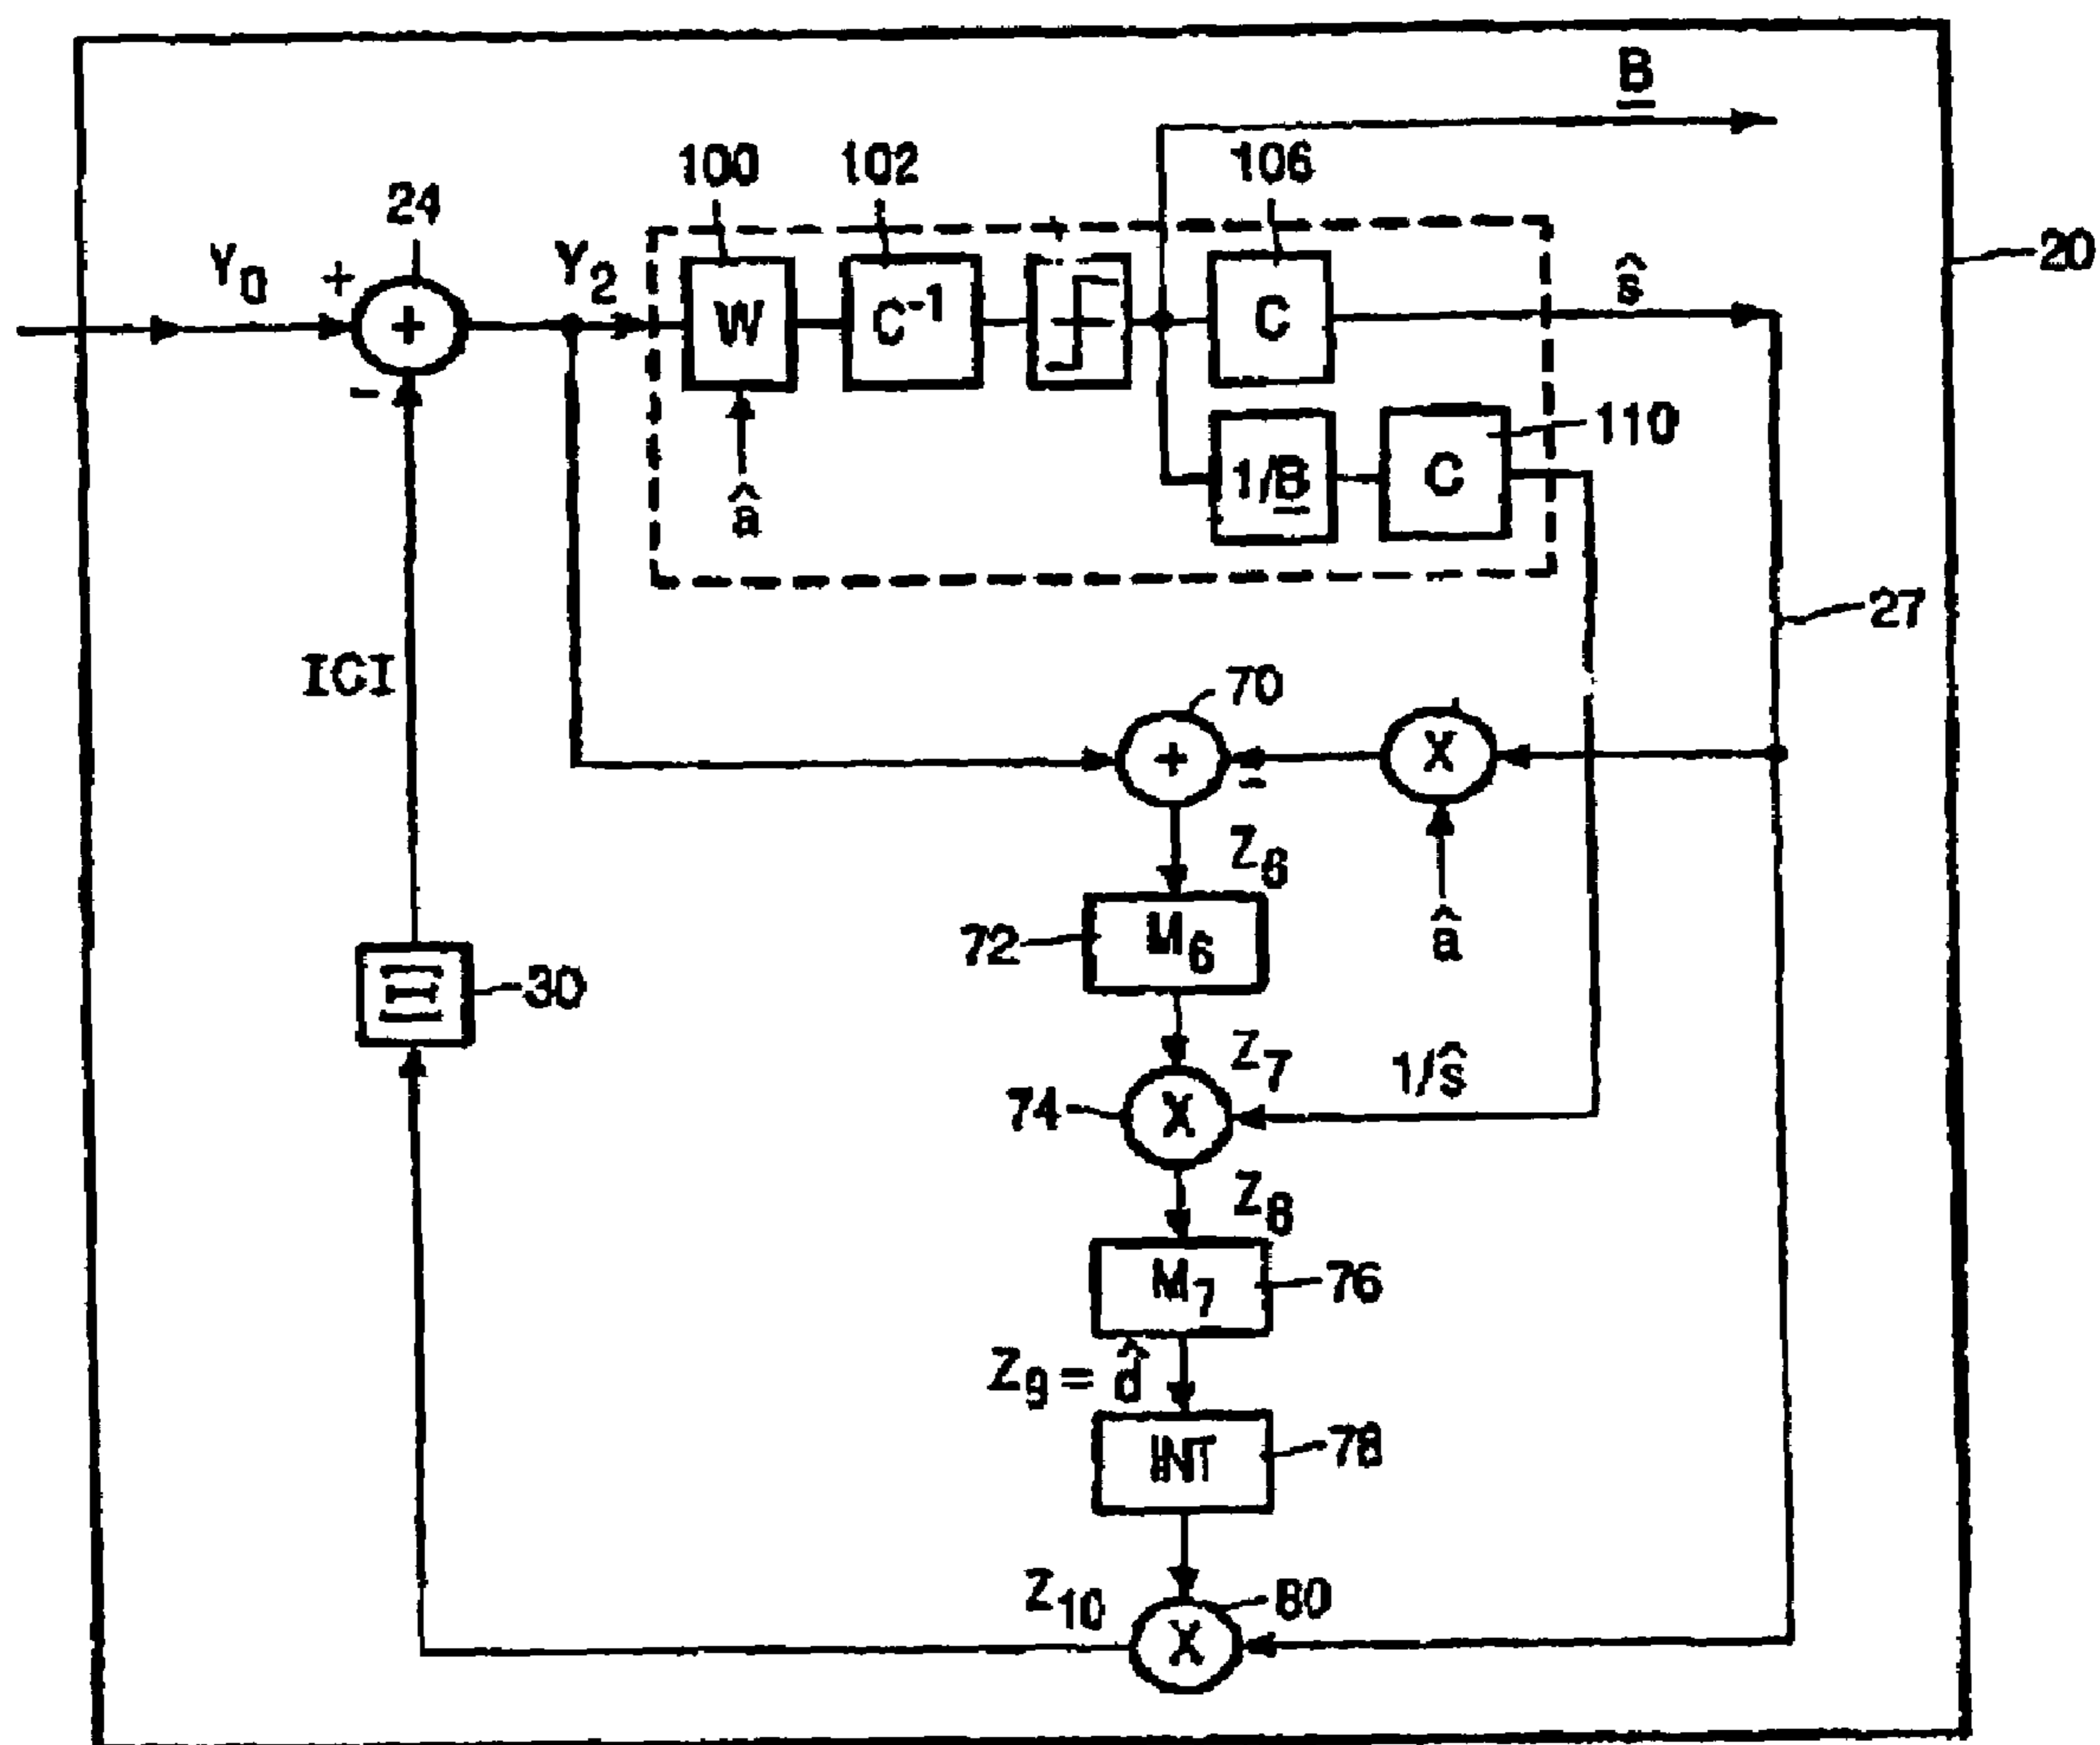 B
100
102
106
24
20
Y0
+
Y2
ŝ
+
W
C⁻¹
C
-
110
1/B
C
â
27
ICI
70
+
X
-
Z6
72
M6
â
30
Ξ
Z7
1/ŝ
74
X
Z8
M7
76
Z9 = d̂
INT
78
Z10
80
X